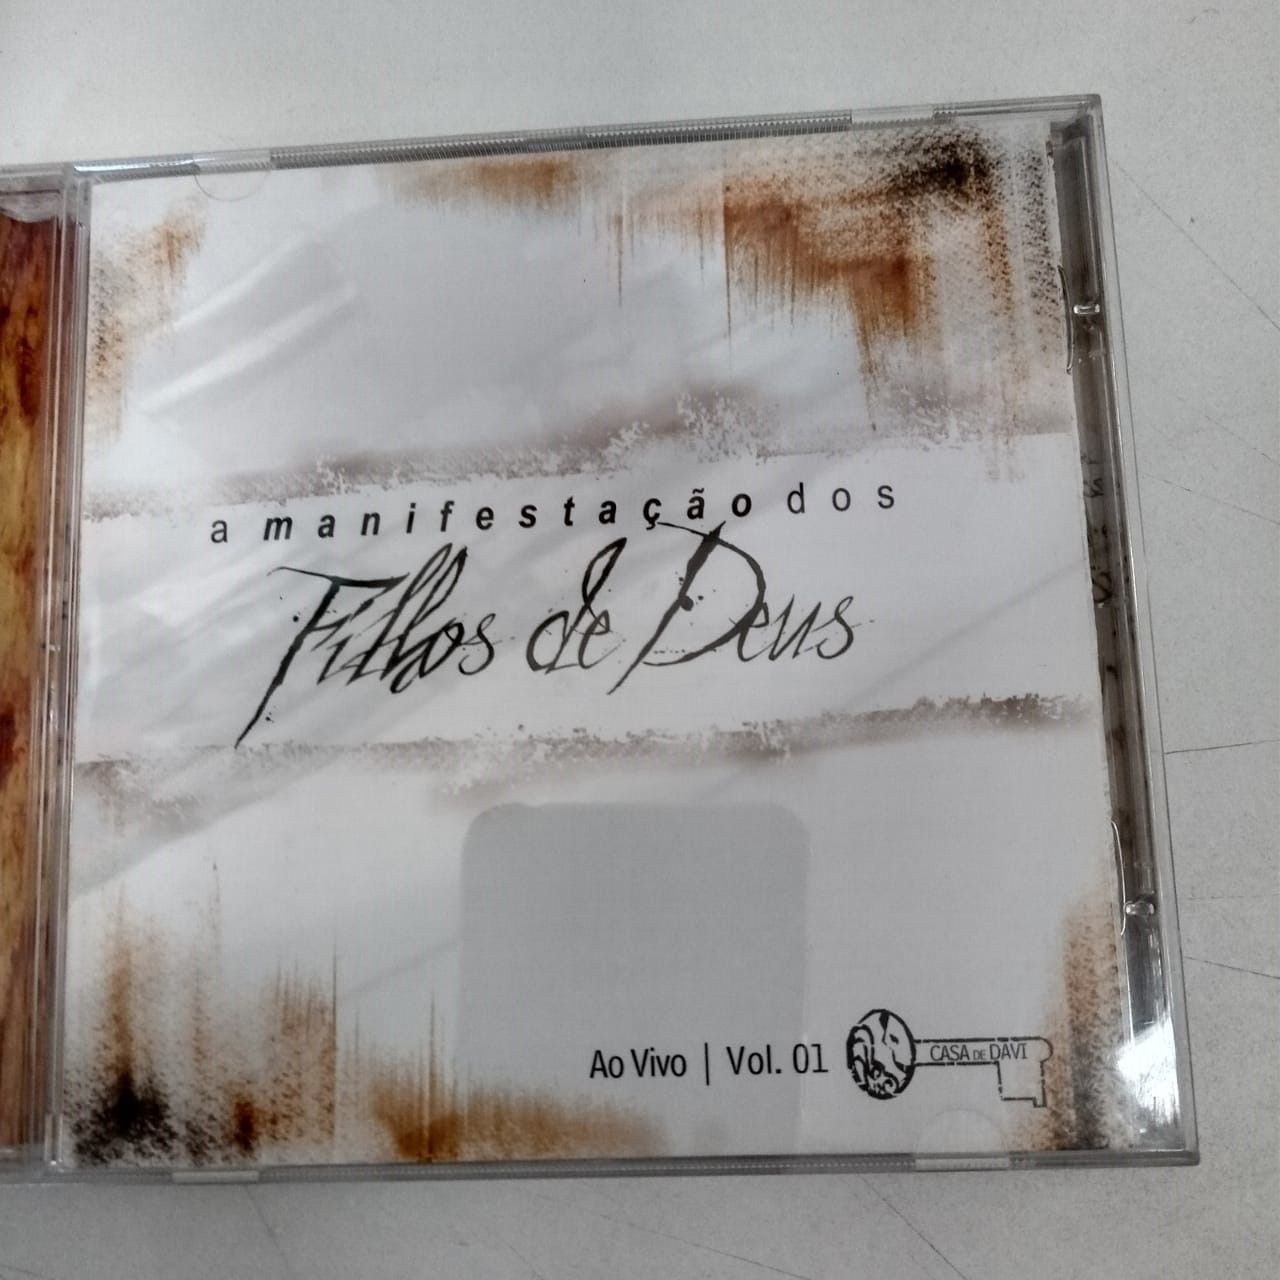 a manifestação dos
Filhos de Deus
Ao Vivo | Vol. 01
CASA DE DAVI